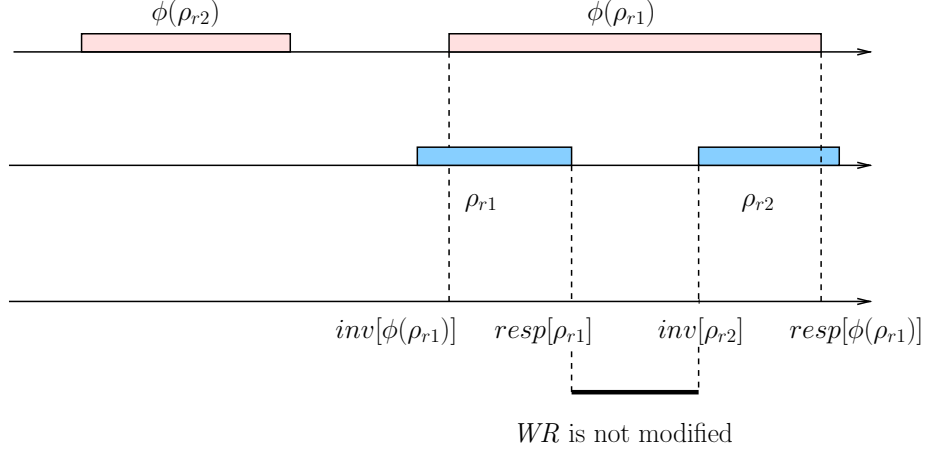 ϕ(ρr2) ϕ(ρr1)
ρr1 ρr2
inv[ϕ(ρr1)] resp[ρr1] inv[ρr2] resp[ϕ(ρr1)]
WR is not modified